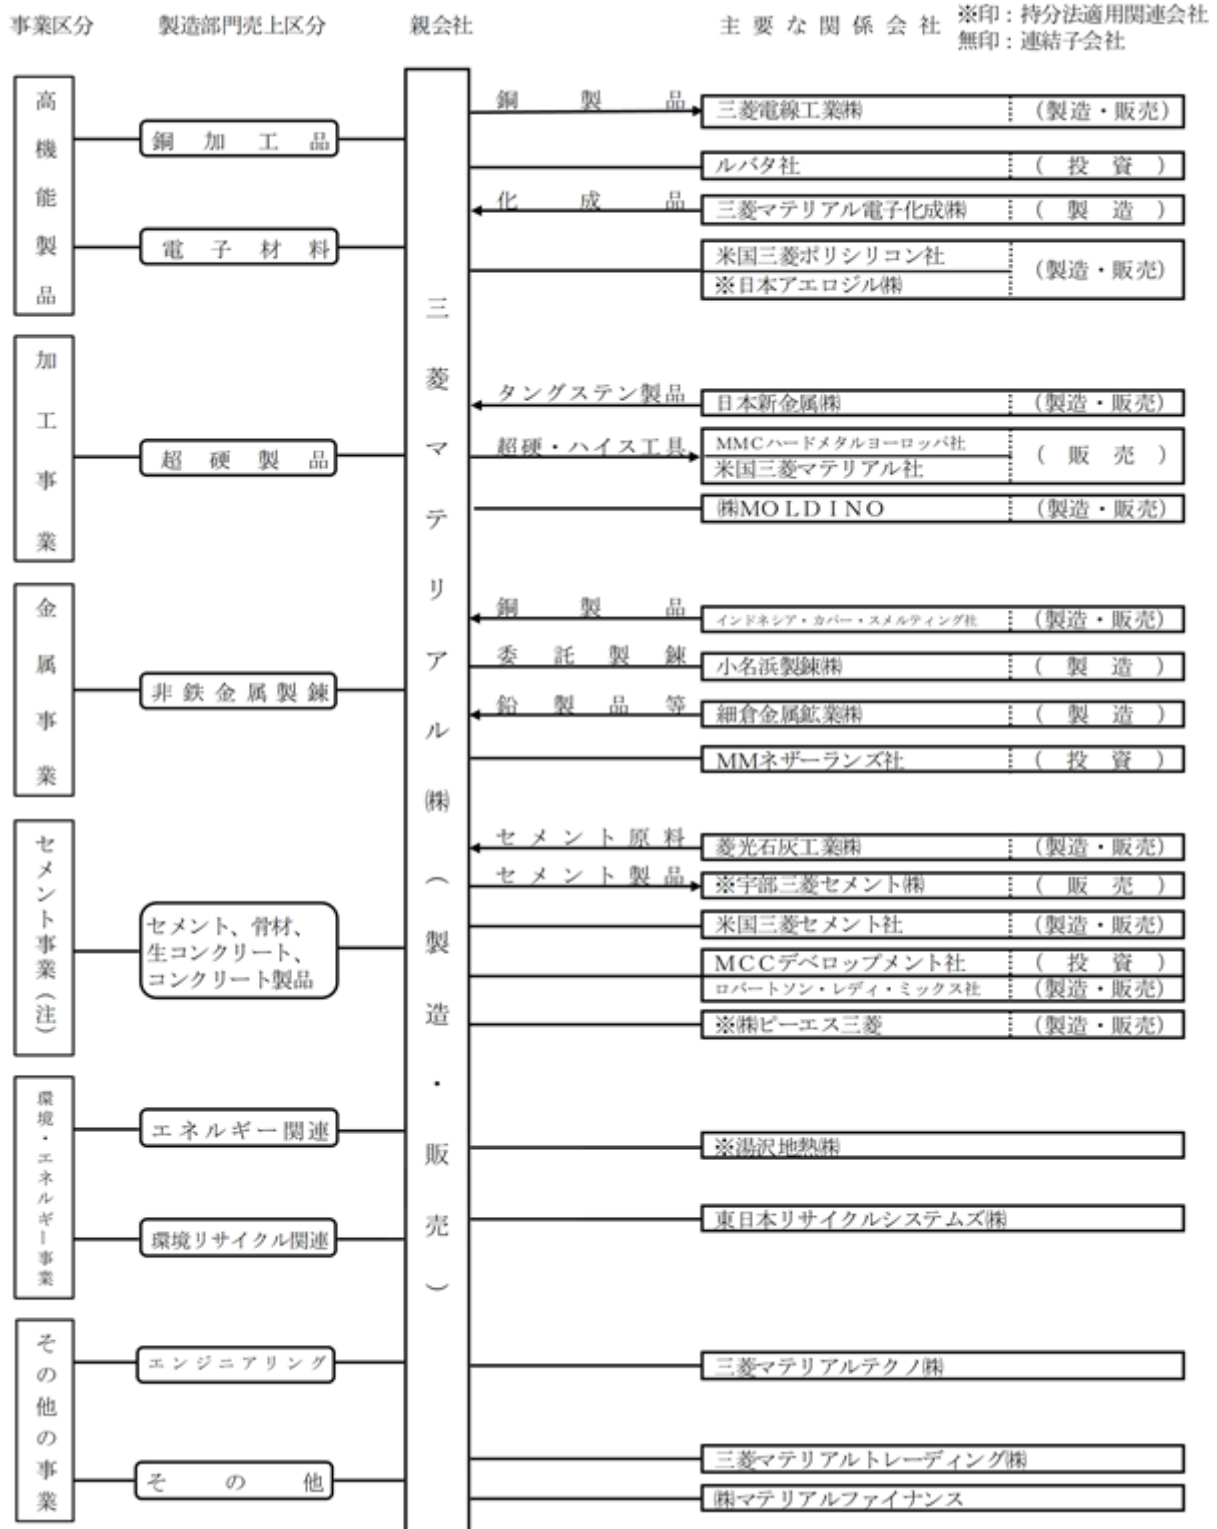 事業区分 製造部門売上区分 親会社 主要な関係会社 ※印：持分法適用関連会社
無印：連結子会社
高機能製品
銅加工品
電子材料
加工事業
超硬製品
金属事業
非鉄金属製錬
セメント事業（注）
セメント、骨材、
生コンクリート、
コンクリート製品
環境・エネルギー事業
エネルギー関連
環境リサイクル関連
その他の事業
エンジニアリング
その他
三菱マテリアル㈱（製造・販売）
銅製品 三菱電線工業㈱ （製造・販売）
ルバタ社 （投資）
化成品 三菱マテリアル電子化成㈱ （製造）
米国三菱ポリシリコン社
※日本アエロジル㈱ （製造・販売）
タングステン製品 日本新金属㈱ （製造・販売）
超硬・ハイス工具 MMCハードメタルヨーロッパ社
米国三菱マテリアル社 （販売）
㈱MOLDINO （製造・販売）
銅製品 インドネシア・カパー・スメルティング社 （製造・販売）
委託製錬 小名浜製錬㈱ （製造）
鉛製品等 細倉金属鉱業㈱ （製造）
MMネザーランズ社 （投資）
セメント原料 菱光石灰工業㈱ （製造・販売）
セメント製品 ※宇部三菱セメント㈱ （販売）
米国三菱セメント社 （製造・販売）
MCCデベロップメント社 （投資）
ロバートソン・レディ・ミックス社 （製造・販売）
※㈱ピーエス三菱 （製造・販売）
※湯沢地熱㈱
東日本リサイクルシステムズ㈱
三菱マテリアルテクノ㈱
三菱マテリアルトレーディング㈱
㈱マテリアルファイナンス